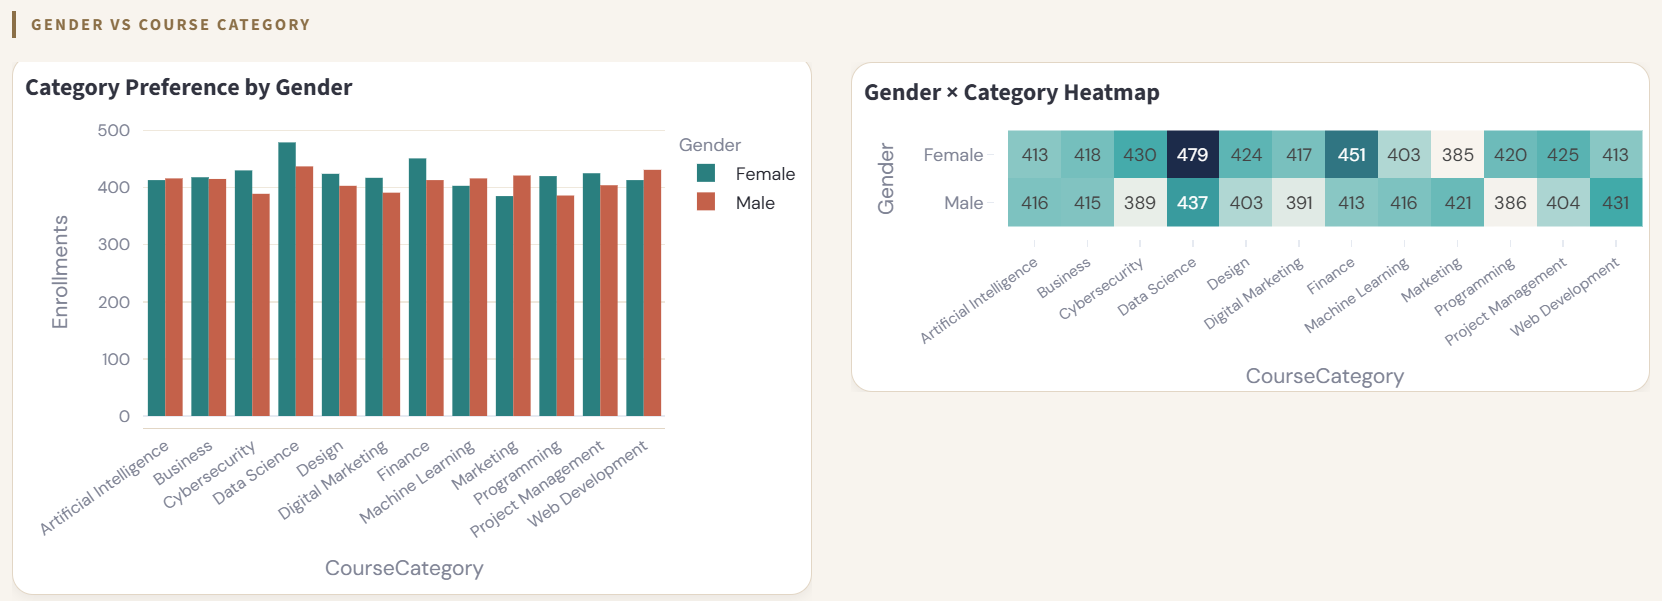 GENDER VS COURSE CATEGORY
Category Preference by Gender
500
400
300
200
100
0
Enrollments
Artificial Intelligence
Business
Cybersecurity
Data Science
Design
Digital Marketing
Finance
Machine Learning
Marketing
Programming
Project Management
Web Development
CourseCategory
Gender
Female
Male
Gender × Category Heatmap
Gender
Female 413 418 430 479 424 417 451 403 385 420 425 413
Male 416 415 389 437 403 391 413 416 421 386 404 431
Artificial Intelligence
Business
Cybersecurity
Data Science
Design
Digital Marketing
Finance
Machine Learning
Marketing
Programming
Project Management
Web Development
CourseCategory